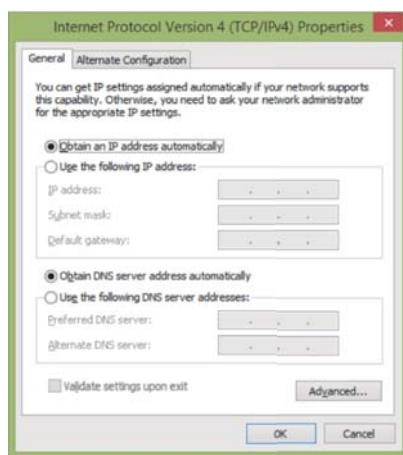 Internet Protocol Version 4 (TCP/IPv4) Properties
General
Alternate Configuration
You can get IP settings assigned automatically if your network supports
this capability. Otherwise, you need to ask your network administrator
for the appropriate IP settings.
Obtain an IP address automatically
Use the following IP address:
IP address:
Subnet mask:
Default gateway:
Obtain DNS server address automatically
Use the following DNS server addresses:
Preferred DNS server:
Alternate DNS server:
Validate settings upon exit
Advanced...
OK
Cancel